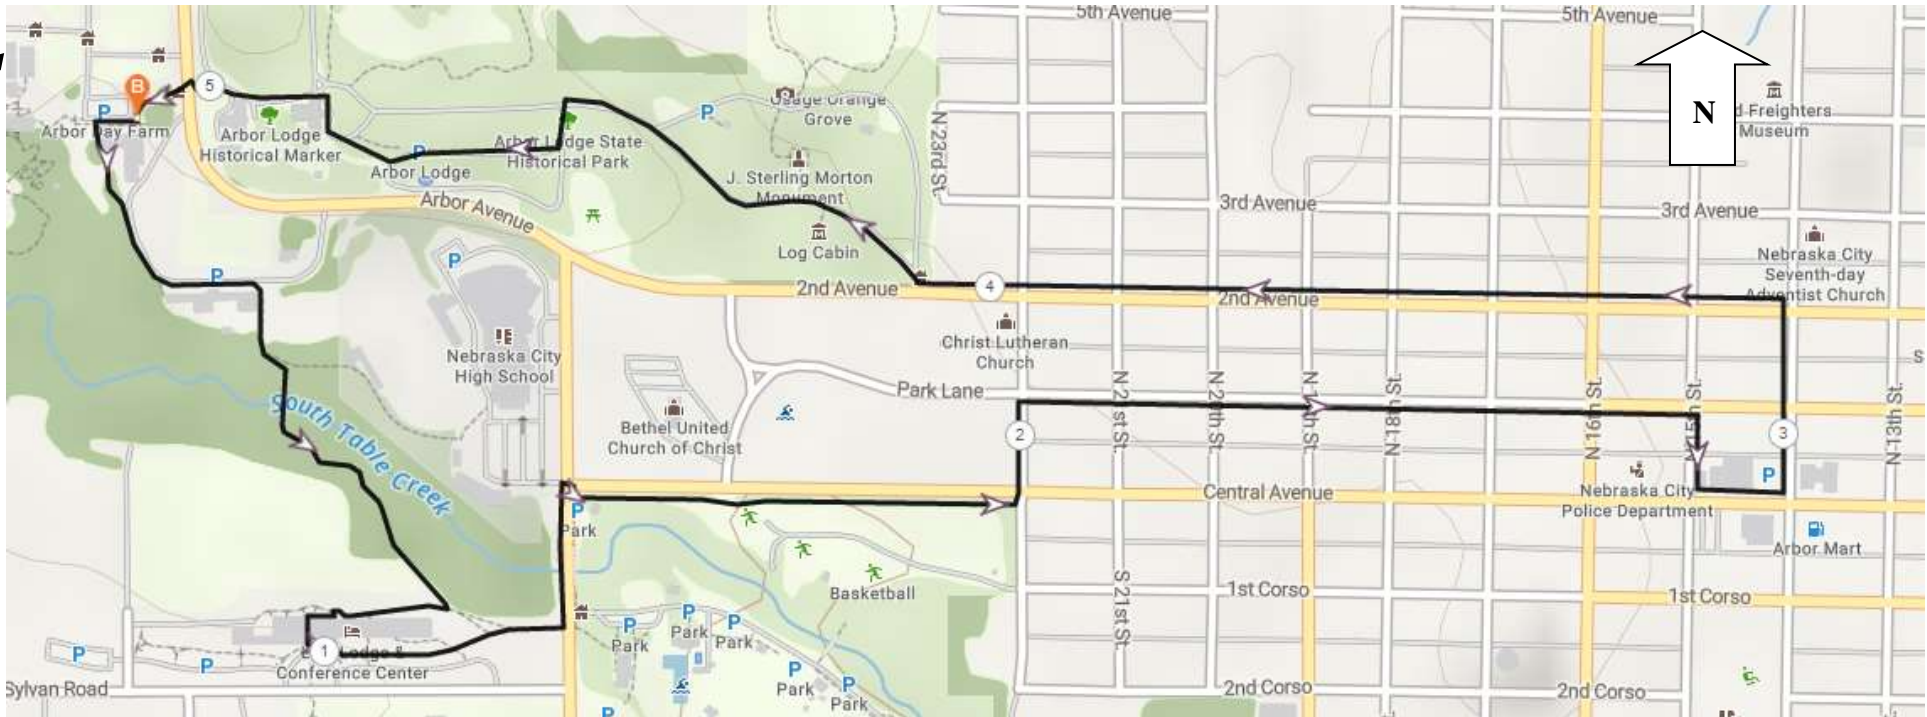 5th Avenue
5th Avenue
N
B
5
P
P
Arbor Day Farm
Arbor Lodge
Historical Marker
P
Arbor Lodge
Arbor Lodge State
Historical Park
Osage Orange
Grove
J. Sterling Morton
Monument
Log Cabin
N 23rd St.
d Freighters
Museum
3rd Avenue
3rd Avenue
Arbor Avenue
P
P
2nd Avenue
4
2nd Avenue
Nebraska City
Seventh-day
Adventist Church
Christ Lutheran
Church
Nebraska City
High School
S
Park Lane
South Table Creek
Bethel United
Church of Christ
2
N 21st St.
N 20th St.
N 19th St.
N 18th St.
N 16th St.
N 15th St.
3
N 13th St.
P
Central Avenue
Nebraska City
Police Department
P
Park
Arbor Mart
Basketball
S 21st St.
1st Corso
1st Corso
P
P
P
Park
Park
Park
1
Lodge &
Conference Center
P
P
P
P
Park
Park
P
Sylvan Road
2nd Corso
2nd Corso